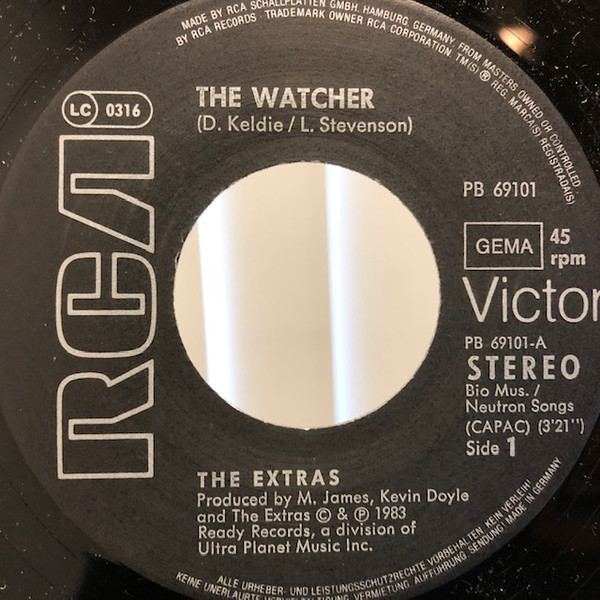 MADE BY RCA SCHALLPLATTEN GMBH, HAMBURG, GERMANY, FROM MASTERS OWNED OR CONTROLLED
BY RCA RECORDS · TRADEMARK OWNER RCA CORPORATION. TM(S) ® REG. MARCA(S) REGISTRADA(S)
LC 0316
THE WATCHER
(D. Keldie / L. Stevenson)
RCA
PB 69101
GEMA 45 rpm
Victor
PB 69101-A
STEREO
Bio Mus. /
Neutron Songs
(CAPAC) (3'21'')
Side 1
THE EXTRAS
Produced by M. James, Kevin Doyle
and The Extras © & ℗ 1983
Ready Records, a division of
Ultra Planet Music Inc.
ALLE URHEBER- UND LEISTUNGSSCHUTZRECHTE VORBEHALTEN. KEIN VERLEIH!
KEINE UNERLAUBTE VERVIELFÄLTIGUNG, VERMIETUNG, AUFFÜHRUNG, SENDUNG! MADE IN GERMANY